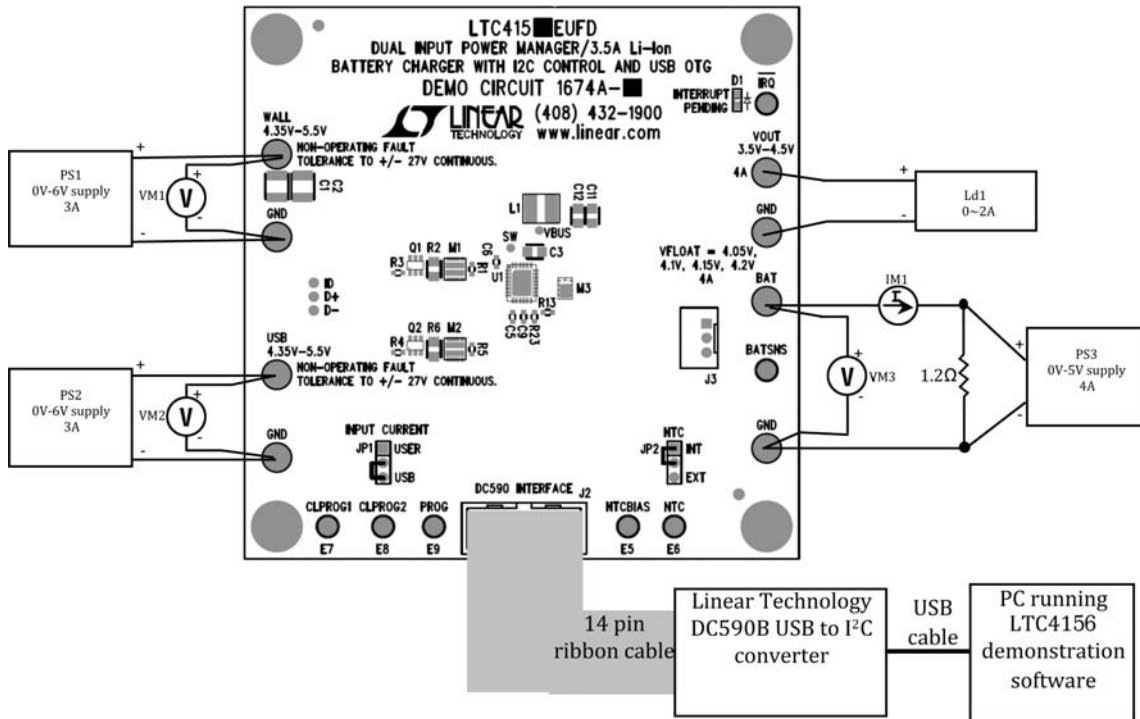 LTC415■EUFD
DUAL INPUT POWER MANAGER/3.5A Li-Ion
BATTERY CHARGER WITH I2C CONTROL AND USB OTG
DEMO CIRCUIT 1674A-■
LINEAR
TECHNOLOGY
(408) 432-1900
www.linear.com
D1
INTERRUPT
PENDING
IRQ
WALL
4.35V-5.5V
NON-OPERATING FAULT
TOLERANCE TO +/- 27V CONTINUOUS.
VOUT
3.5V-4.5V
4A
PS1
0V-6V supply
3A
+
-
VM1
+
V
-
C1
C2
GND
L1
C12
C11
VBUS
SW
C3
C6
U1
Q1
R2
M1
R3
R1
M3
R13
C5
C9
R23
GND
+
-
Ld1
0~2A
VFLOAT = 4.05V,
4.1V, 4.15V, 4.2V
4A
BAT
IM1
I
ID
D+
D-
Q2
R6
M2
R4
R5
J3
BATSNS
+
V
-
VM3
1.2Ω
+
-
PS3
0V-5V supply
4A
USB
4.35V-5.5V
NON-OPERATING FAULT
TOLERANCE TO +/- 27V CONTINUOUS.
PS2
0V-6V supply
3A
+
-
VM2
+
V
-
GND
INPUT CURRENT
JP1
USER
USB
NTC
JP2
INT
EXT
GND
DC590 INTERFACE
J2
CLPROG1
CLPROG2
PROG
NTCBIAS
NTC
E7
E8
E9
E5
E6
14 pin
ribbon cable
Linear Technology
DC590B USB to I²C
converter
USB
cable
PC running
LTC4156
demonstration
software